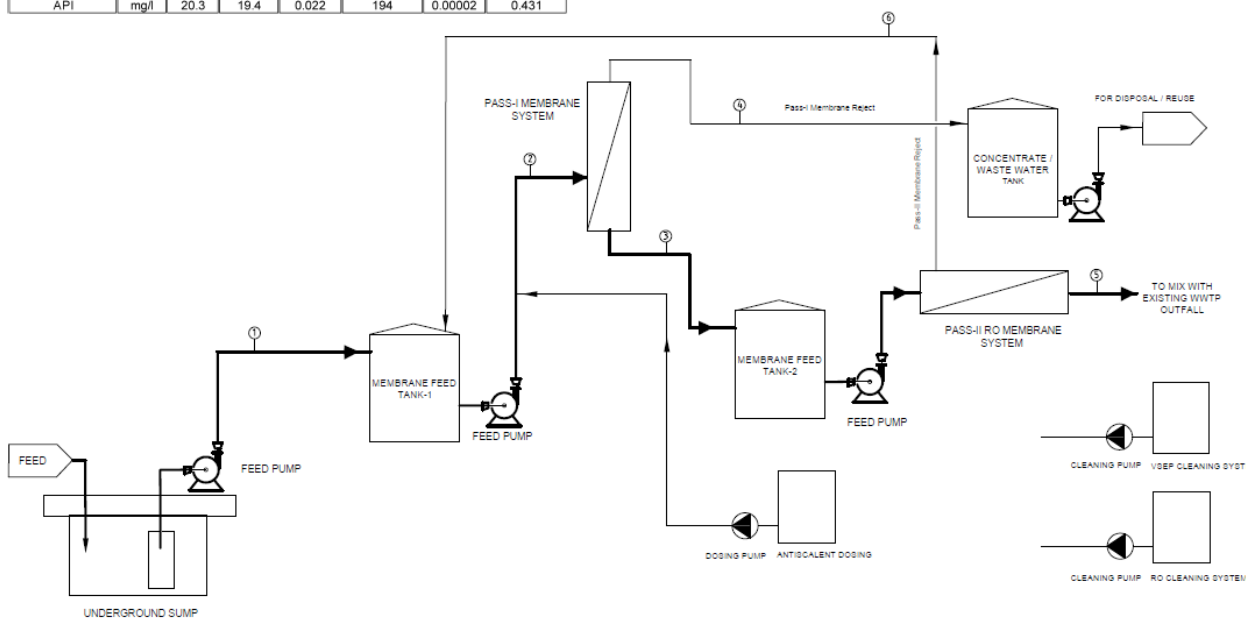 API mg/l 20.3 19.4 0.022 194 0.00002 0.431
6
PASS-I MEMBRANE
SYSTEM
4
Pass-I Membrane Reject
FOR DISPOSAL / REUSE
CONCENTRATE /
WASTE WATER
TANK
2
Pass-II Membrane Reject
3
5
TO MIX WITH
EXISTING WWTP
OUTFALL
PASS-II RO MEMBRANE
SYSTEM
1
MEMBRANE FEED
TANK-1
MEMBRANE FEED
TANK-2
FEED PUMP
FEED PUMP
FEED
FEED PUMP
CLEANING PUMP
VSEP CLEANING SYST
DOSING PUMP
ANTISCALENT DOSING
CLEANING PUMP
RO CLEANING SYSTEM
UNDERGROUND SUMP